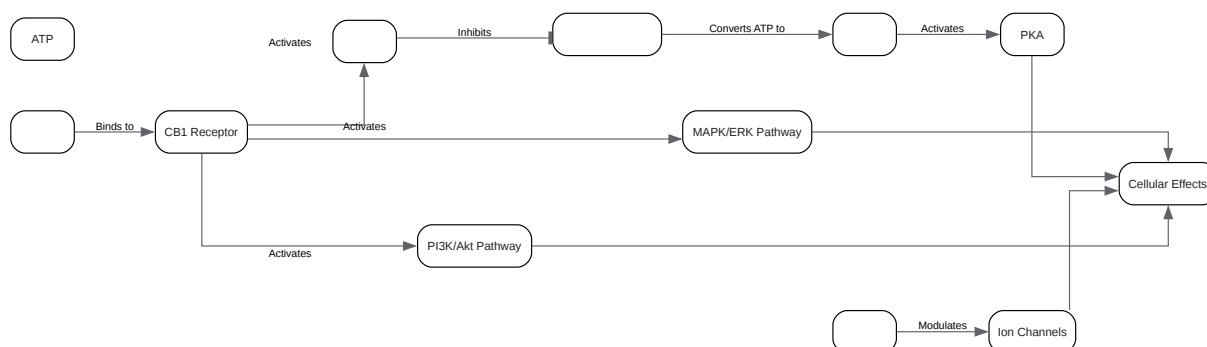 ATP
Activates
Inhibits
Converts ATP to
Activates
PKA
Binds to
CB1 Receptor
Activates
MAPK/ERK Pathway
Cellular Effects
Activates
PI3K/Akt Pathway
Modulates
Ion Channels